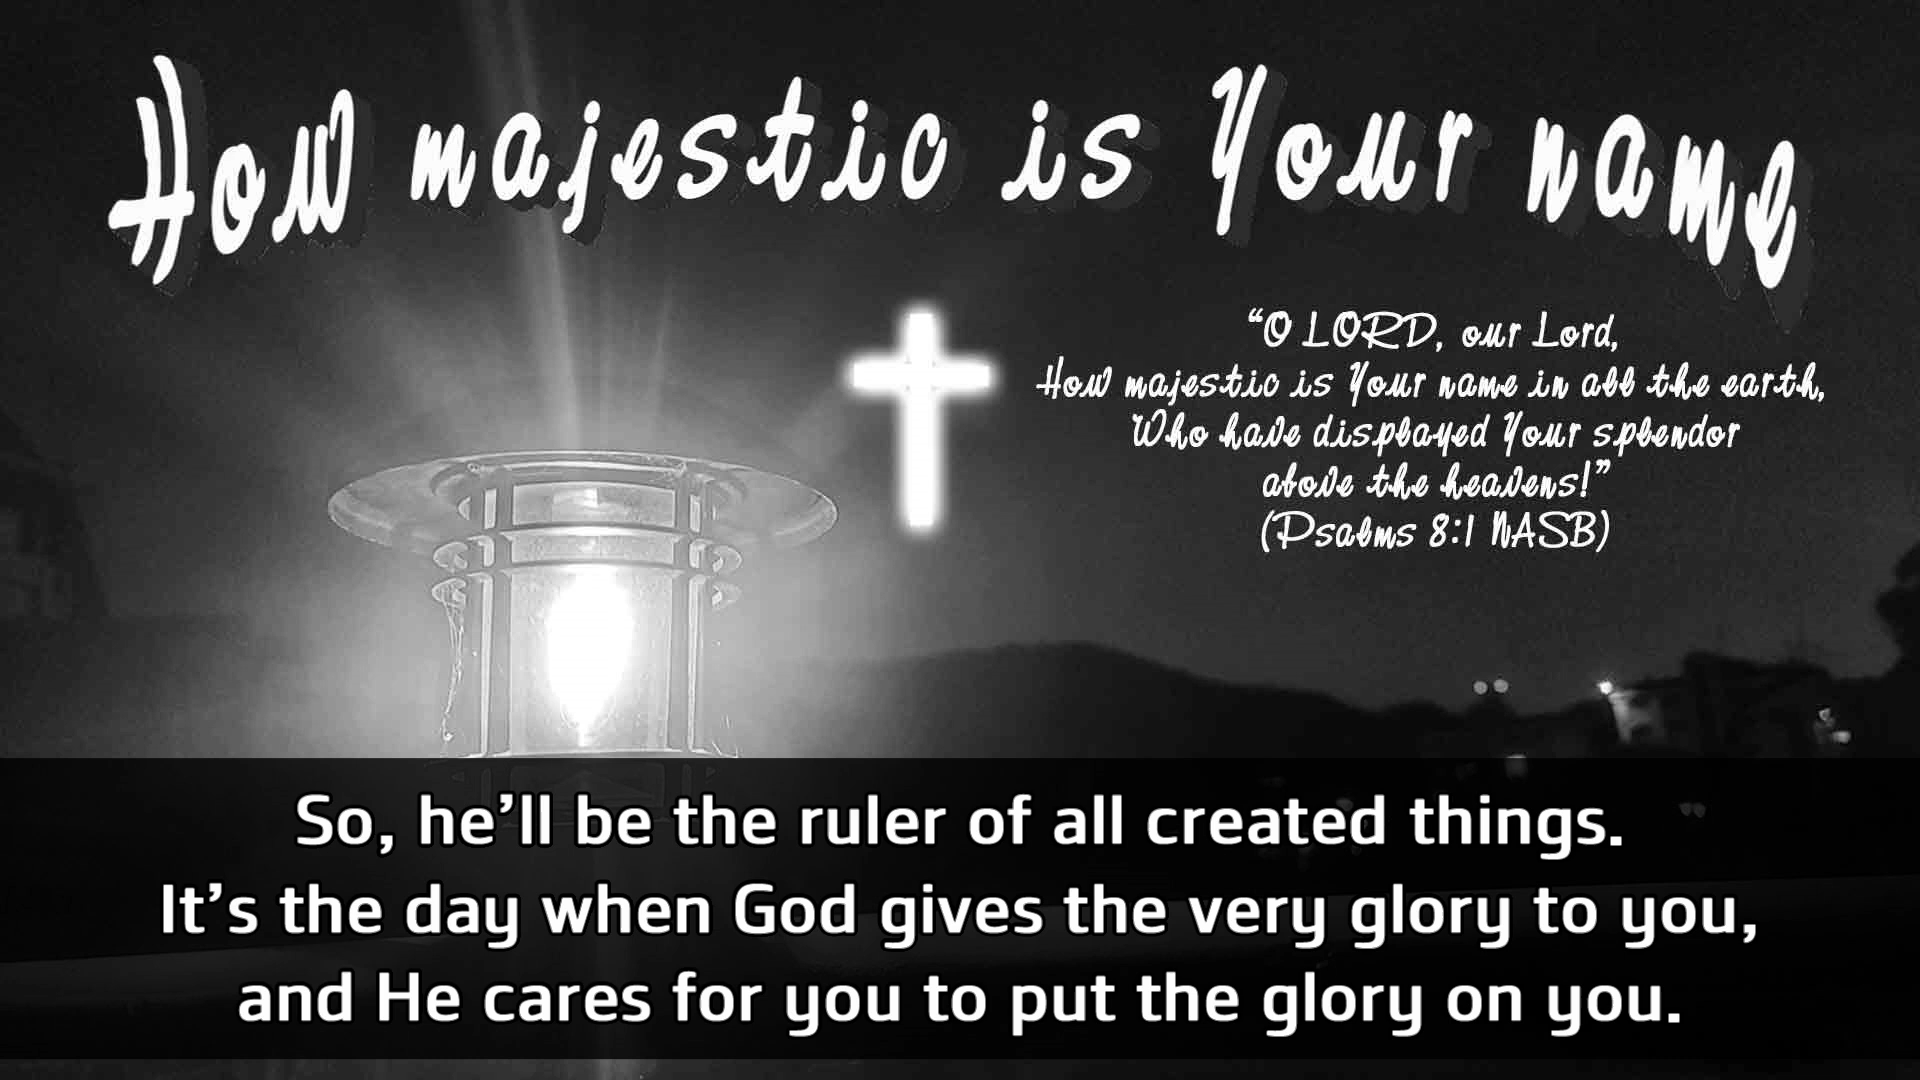 How majestic is Your name
“O LORD, our Lord,
How majestic is Your name in all the earth,
Who have displayed Your splendor
above the heavens!”
(Psalms 8:1 NASB)
So, he’ll be the ruler of all created things.
It’s the day when God gives the very glory to you,
and He cares for you to put the glory on you.